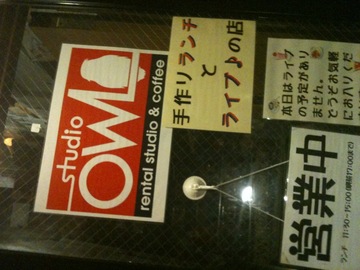 studio
OWL
rental studio & coffee
手作りランチ
と
ライブ♪の店
本日はライブ
の予定があり
ません。
どうぞお気軽
にお入りくだ
営業中